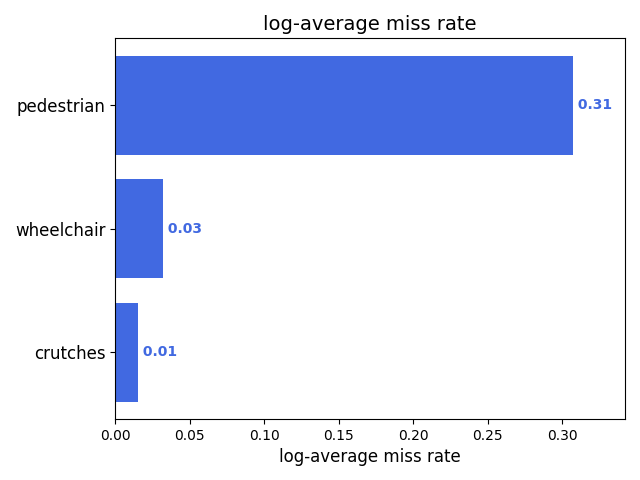 log-average miss rate
pedestrian 0.31
wheelchair 0.03
crutches 0.01
0.00 0.05 0.10 0.15 0.20 0.25 0.30
log-average miss rate